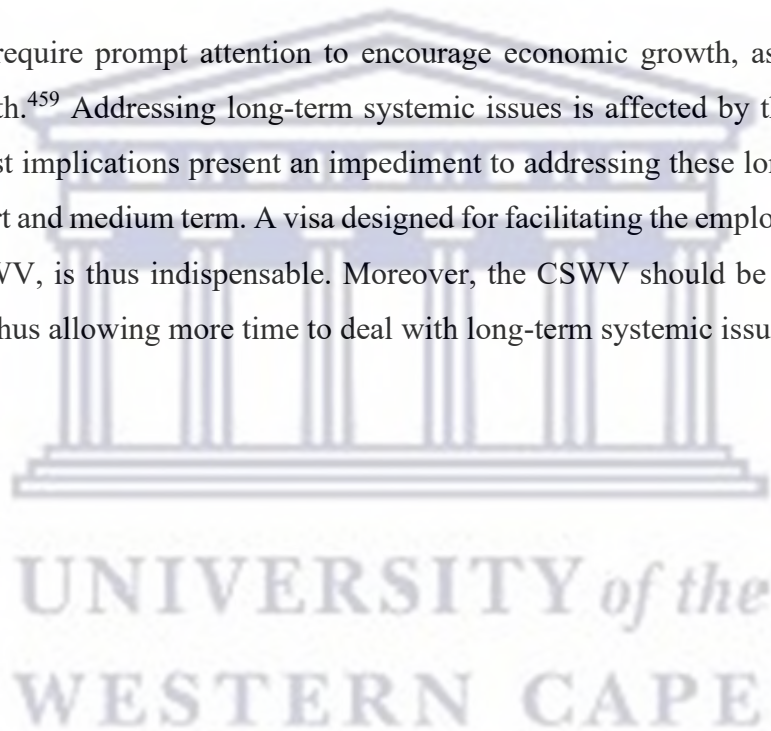 require prompt attention to encourage economic growth, as
th.459 Addressing long-term systemic issues is affected by t
st implications present an impediment to addressing these lo
rt and medium term. A visa designed for facilitating the emplo
WV, is thus indispensable. Moreover, the CSWV should be
hus allowing more time to deal with long-term systemic issu
UNIVERSITY of the
WESTERN CAPE